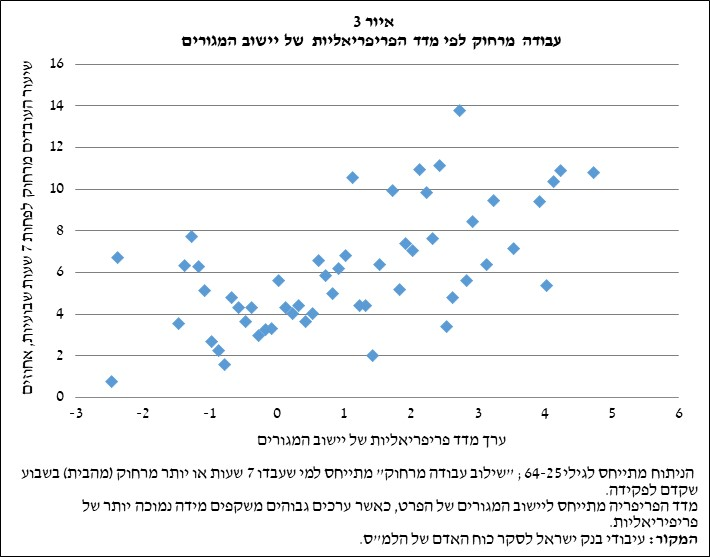 איור 3
עבודה מרחוק לפי מדד הפריפריאליות של יישוב המגורים
שיעור העובדים מרחוק לפחות 7 שעות שבועיות, אחוזים
16
14
12
10
8
6
4
2
0
-3 -2 -1 0 1 2 3 4 5 6
ערך מדד פריפריאליות של יישוב המגורים
הניתוח מתייחס לגילי 64-25 ; "שילוב עבודה מרחוק" מתייחס למי שעבדו 7 שעות או יותר מרחוק (מהבית) בשבוע
שקדם לפקידה.
מדד הפריפריה מתייחס ליישוב המגורים של הפרט, כאשר ערכים גבוהים משקפים מידה נמוכה יותר של
פריפיריאליות.
המקור: עיבודי בנק ישראל לסקר כוח האדם של הלמ"ס.